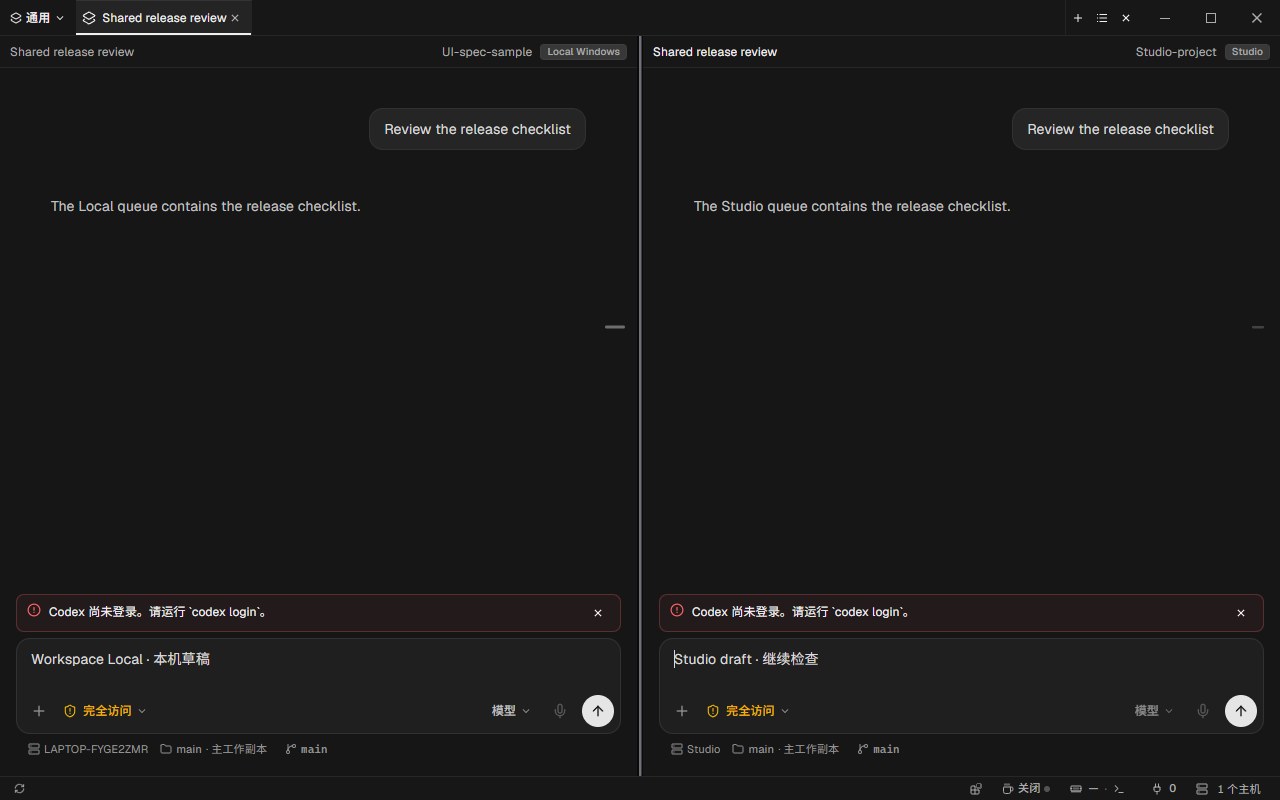 通用 Shared release review
Shared release review UI-spec-sample Local Windows
Review the release checklist
The Local queue contains the release checklist.
Codex 尚未登录。请运行 `codex login`。
Workspace Local · 本机草稿
完全访问 模型
LAPTOP-FYGE2ZMR main · 主工作副本 main
Shared release review Studio-project Studio
Review the release checklist
The Studio queue contains the release checklist.
Codex 尚未登录。请运行 `codex login`。
Studio draft · 继续检查
完全访问 模型
Studio main · 主工作副本 main
关闭 — · 0 1 个主机